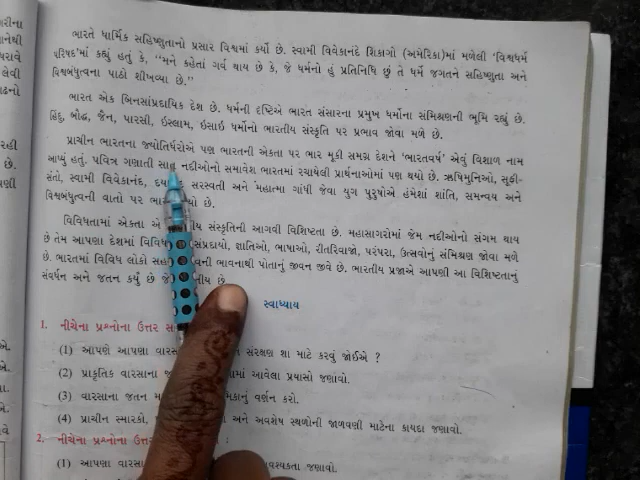 ભારતે ધાર્મિક સહિષ્ણુતાનો પ્રસાર વિશ્વમાં કર્યો છે. સ્વામી વિવેકાનંદે શિકાગો (અમેરિકા)માં મળેલી ‘વિશ્વધર્મ
પરિષદ’માં કહ્યું હતું કે, “મને કહેતાં ગર્વ થાય છે કે, જે ધર્મનો હું પ્રતિનિધિ છું તે ધર્મ જગતને સહિષ્ણુતા અને
વિશ્વબંધુત્વના પાઠો શીખવ્યા છે.”
ભારત એક બિનસાંપ્રદાયિક દેશ છે. ધર્મની દૃષ્ટિએ ભારત સંસારના પ્રમુખ ધર્મોના સંમિશ્રણની ભૂમિ રહ્યું છે.
હિંદુ, બૌદ્ધ, જૈન, પારસી, ઇસ્લામ, ઇસાઈ ધર્મોનો ભારતીય સંસ્કૃતિ પર પ્રભાવ જોવા મળે છે.
પ્રાચીન ભારતના જ્યોતિર્ધરોએ પણ ભારતની એકતા પર ભાર મૂકી સમગ્ર દેશને ‘ભારતવર્ષ’ એવું વિશાળ નામ
આપ્યું હતું. પવિત્ર ગણાતી સાત નદીઓનો સમાવેશ ભારતમાં રચાયેલી પ્રાર્થનાઓમાં પણ થયો છે. ઋષિમુનિઓ, સૂફી-
સંતો, સ્વામી વિવેકાનંદ, સરસ્વતી અને મહાત્મા ગાંધી જેવા યુગ પુરુષોએ હંમેશાં શાંતિ, સમન્વય અને
વિશ્વબંધુત્વની વાતો પર છે.
વિવિધતામાં એકતા એ સંસ્કૃતિની આગવી વિશિષ્ટતા છે. મહાસાગરોમાં જેમ નદીઓનો સંગમ થાય
છે તેમ આપણા દેશમાં વિવિધ સંપ્રદાયો, જ્ઞાતિઓ, ભાષાઓ, રીતરિવાજો, પરંપરા, ઉત્સવોનું સંમિશ્રણ જોવા મળે
છે. ભારતમાં વિવિધ લોકો ભાવનાથી પોતાનું જીવન જીવે છે. ભારતીય પ્રજાએ આપણી આ વિશિષ્ટતાનું
સંવર્ધન અને જતન કર્યું છે છે.
સ્વાધ્યાય
1. નીચેના પ્રશ્નોના ઉત્તર
(1) આપણે આપણા સંરક્ષણ શા માટે કરવું જોઈએ ?
(2) પ્રાકૃતિક વારસાના આવેલા પ્રયાસો જણાવો.
(3) વારસાના જતન વર્ણન કરો.
(4) પ્રાચીન સ્મારકો, અને અવશેષ સ્થળોની જાળવણી માટેના કાયદા જણાવો.
2. નીચેના પ્રશ્નોના ઉત્તર :
(1) આપણા જણાવો.